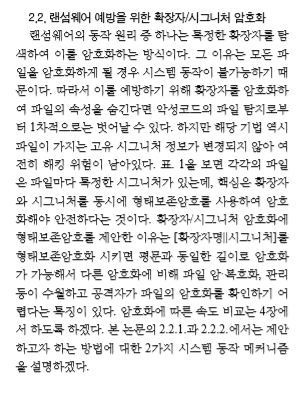 2.2. 랜섬웨어 예방을 위한 확장자/시그니처 암호화
랜섬웨어의 동작 원리 중 하나는 특정한 확장자를 탐
색하여 이를 암호화하는 방식이다. 그 이유는 모든 파
일을 암호화하게 될 경우 시스템 동작이 불가능하기 때
문이다. 따라서 이를 예방하기 위해 확장자를 암호화하
여 파일의 속성을 숨긴다면 악성코드의 파일 탐지로부
터 1차적으로는 벗어날 수 있다. 하지만 해당 기법 역시
파일이 가지는 고유 시그니처 정보가 변경되지 않아 여
전히 해킹 위험이 남아있다. 표. 1을 보면 각각의 파일
은 파일마다 특정한 시그니처가 있는데, 핵심은 확장자
와 시그니처를 동시에 형태보존암호를 사용하여 암호
화해야 안전하다는 것이다. 확장자/시그니처 암호화에
형태보존암호를 제안한 이유는 [확장자명||시그니처]를
형태보존암호화 시키면 평문과 동일한 길이로 암호화
가 가능해서 다른 암호화에 비해 파일 암·복호화, 관리
등이 수월하고 공격자가 파일의 암호화를 확인하기 어
렵다는 특징이 있다. 암호화에 따른 속도 비교는 4장에
서 하도록 하겠다. 본 논문의 2.2.1.과 2.2.2.에서는 제안
하고자 하는 방법에 대한 2가지 시스템 동작 메커니즘
을 설명하겠다.